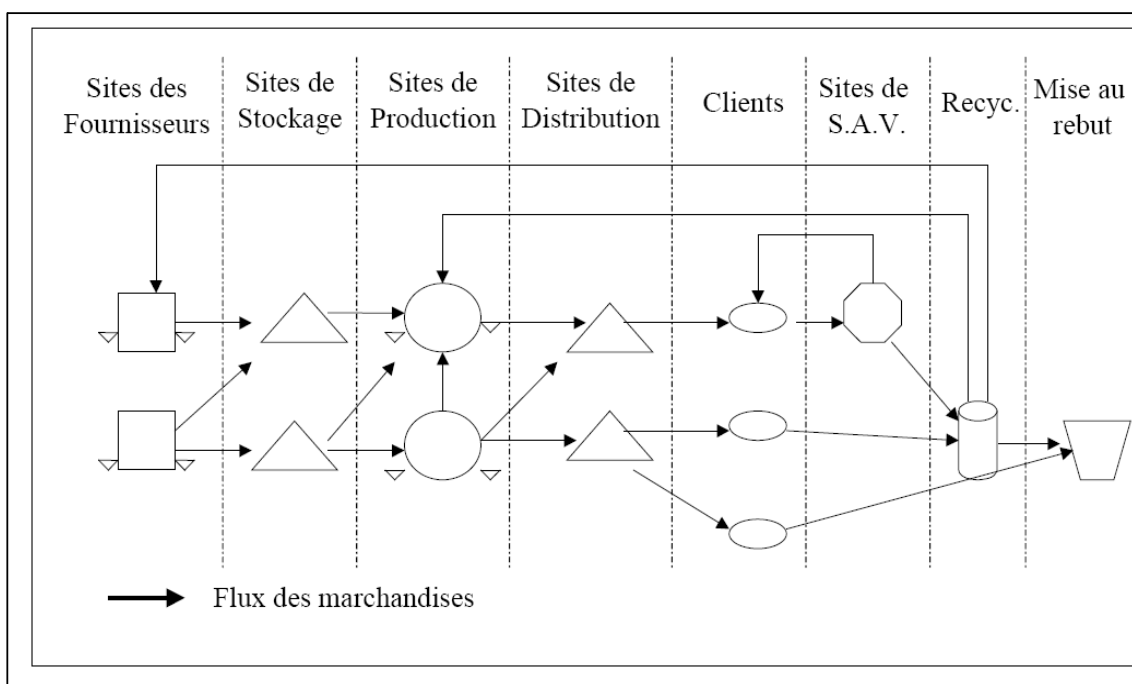 Sites des
Fournisseurs
Sites de
Stockage
Sites de
Production
Sites de
Distribution
Clients
Sites de
S.A.V.
Recyc.
Mise au
rebut
Flux des marchandises